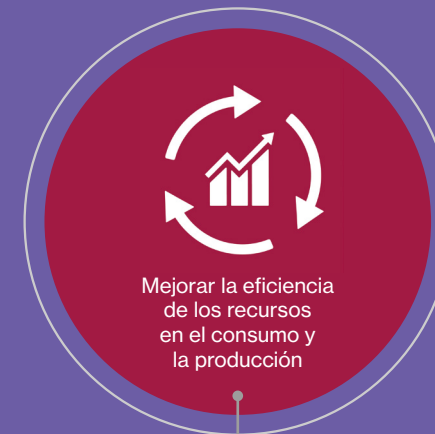 Mejorar la eficiencia
de los recursos
en el consumo y
la producción